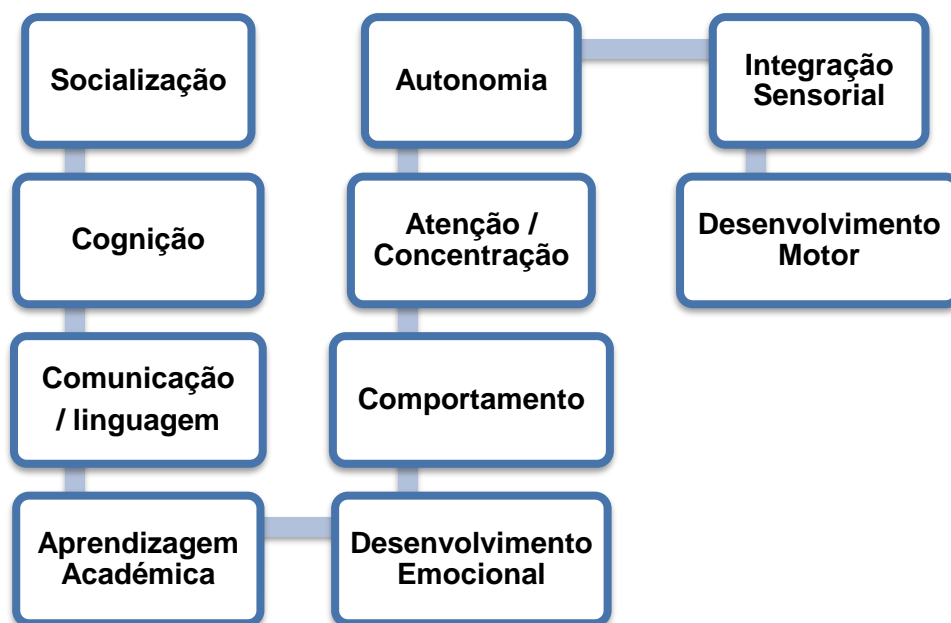 Socialização
Cognição
Comunicação
/ linguagem
Aprendizagem
Académica
Desenvolvimento
Emocional
Comportamento
Atenção /
Concentração
Autonomia
Integração
Sensorial
Desenvolvimento
Motor